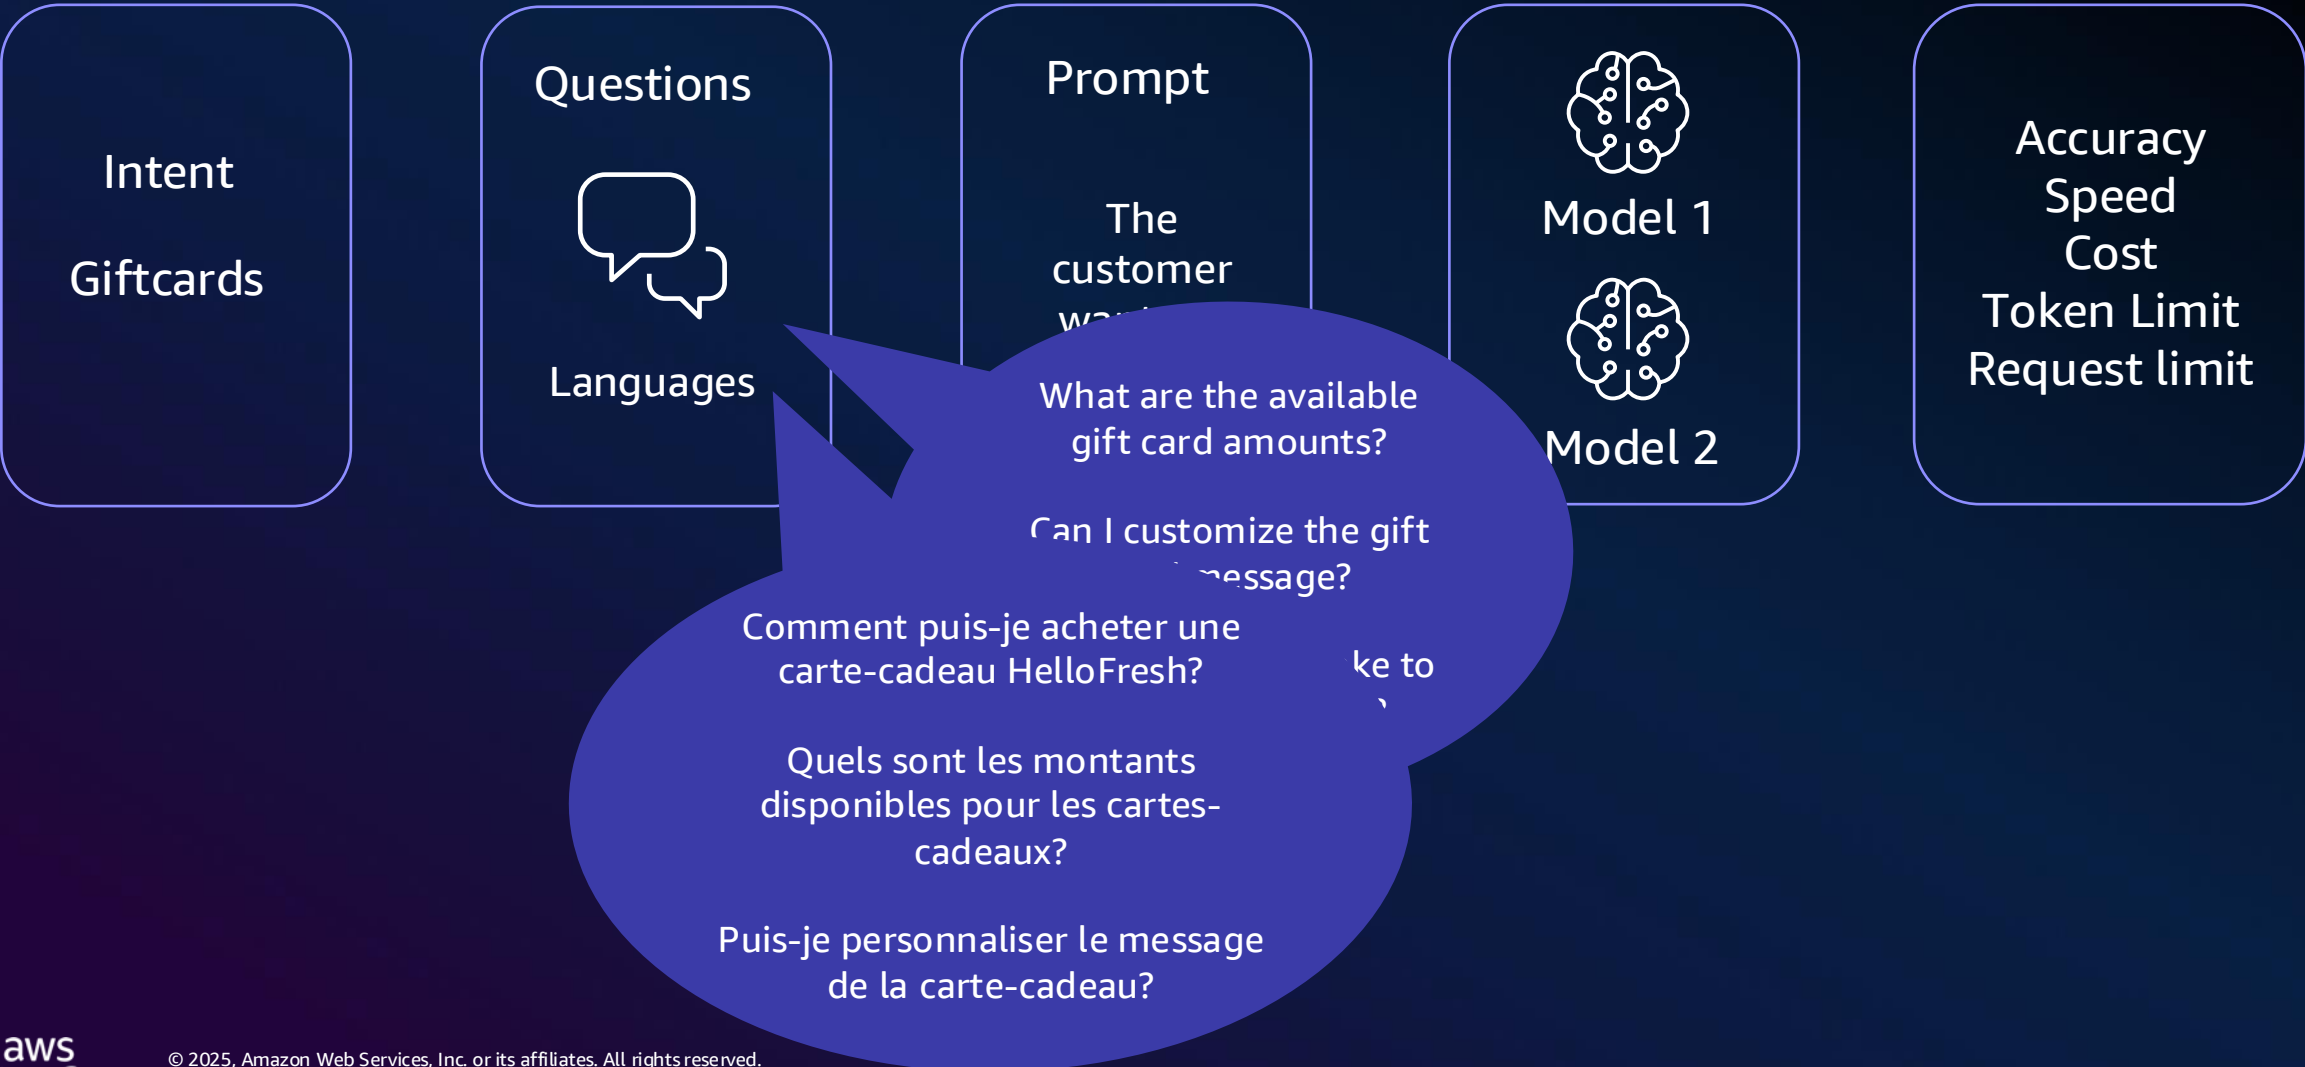 Intent
Giftcards
Questions
Languages
Prompt
The
customer
Model 1
Model 2
Accuracy
Speed
Cost
Token Limit
Request limit
What are the available
gift card amounts?
Can I customize the gift
message?
to
Comment puis-je acheter une
carte-cadeau HelloFresh?
Quels sont les montants
disponibles pour les cartes-
cadeaux?
Puis-je personnaliser le message
de la carte-cadeau?
aws
© 2025, Amazon Web Services, Inc. or its affiliates. All rights reserved.